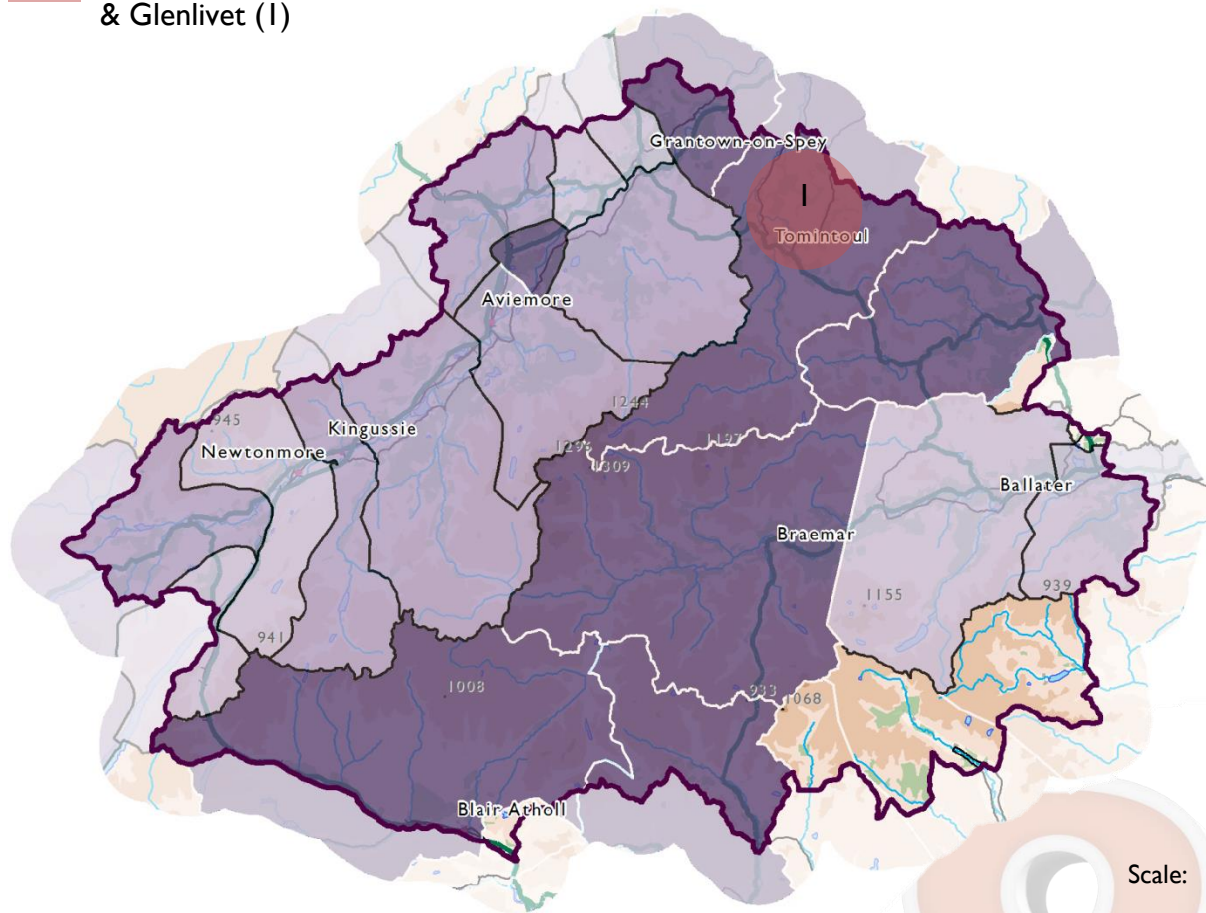 & Glenlivet (1)
Grantown-on-Spey
1
Tomintoul
Aviemore
1244
945
Kingussie
Newtonmore
1296
1197
1309
Ballater
Braemar
1155
939
941
1008
933
1068
Blair Atholl
Scale: